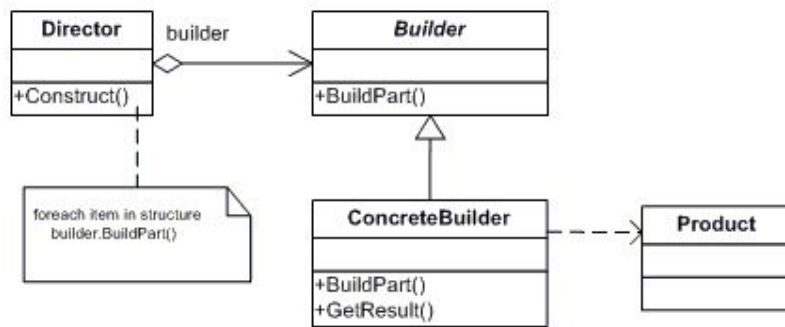 Director
builder
Builder
+Construct()
+BuildPart()
foreach item in structure
builder.BuildPart()
ConcreteBuilder
Product
+BuildPart()
+GetResult()